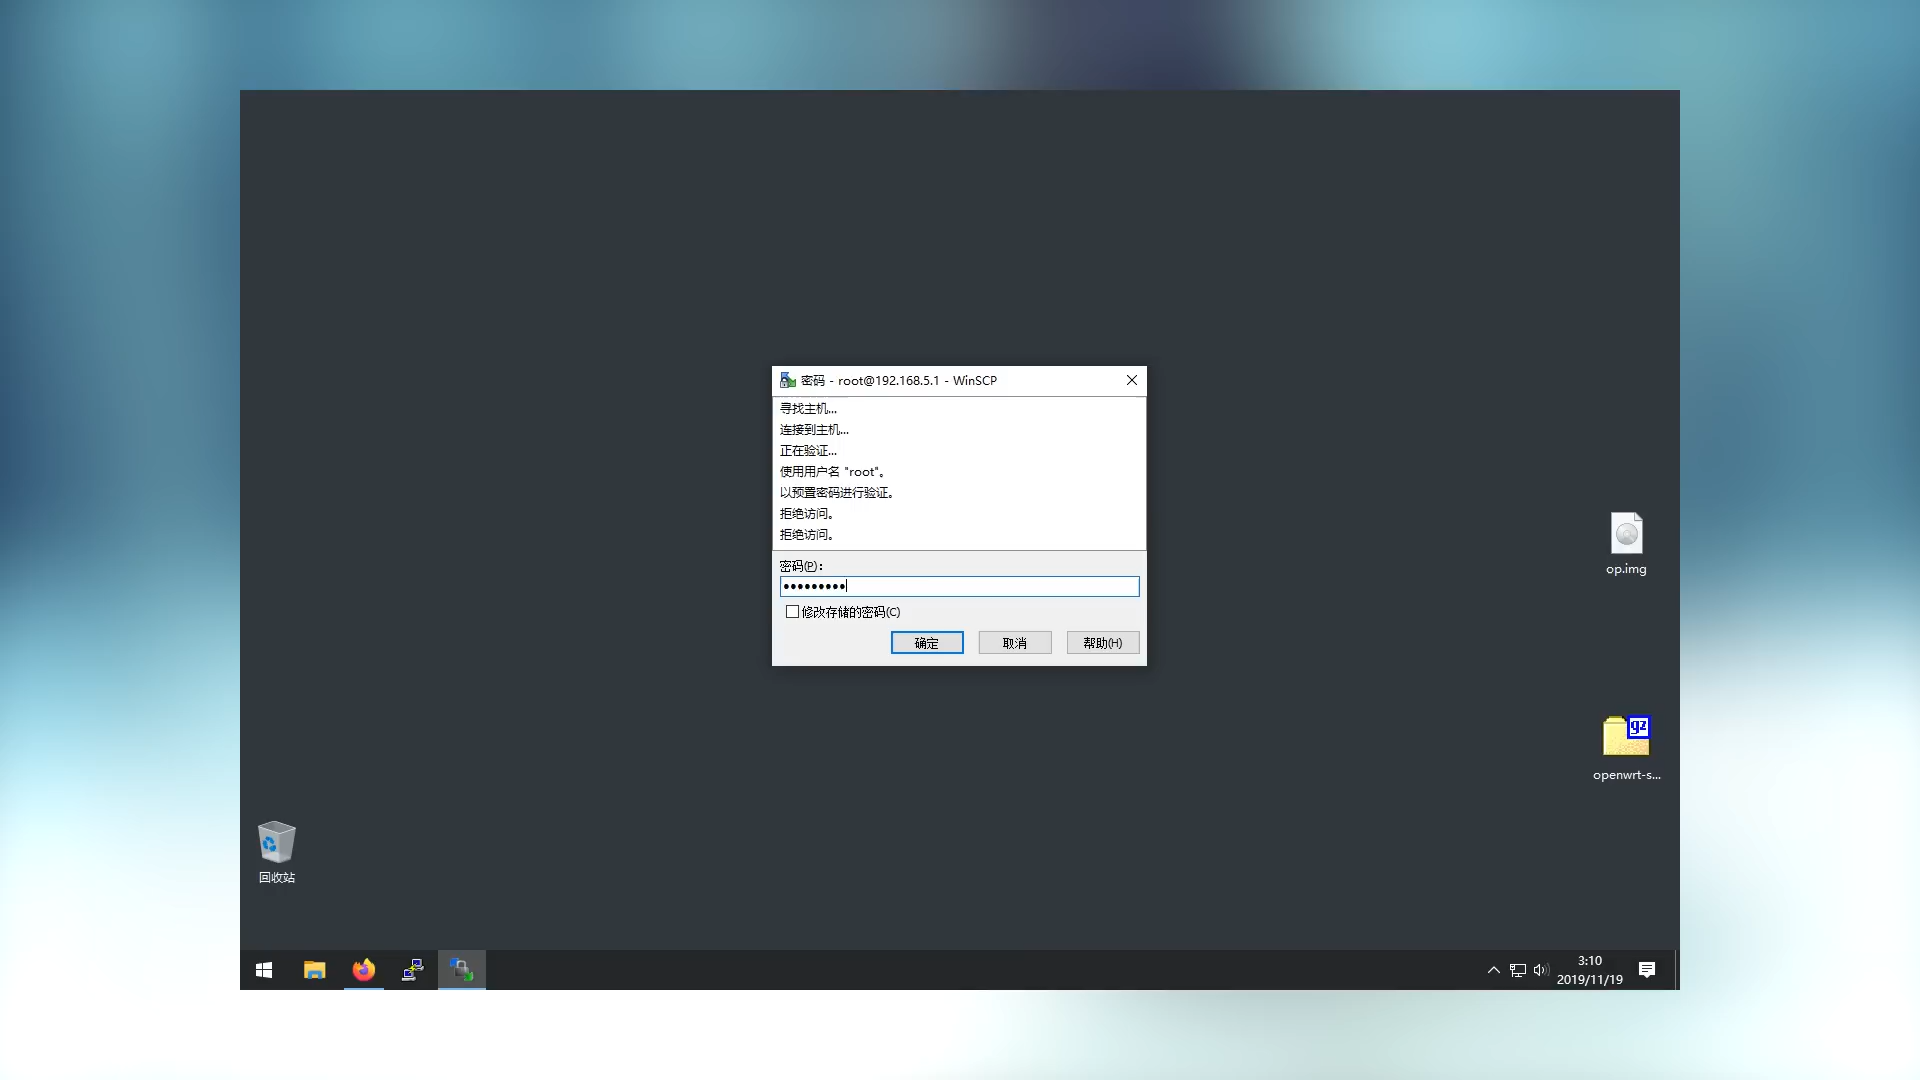 密码 - root@192.168.5.1 - WinSCP
寻找主机...
连接到主机...
正在验证...
使用用户名 "root"。
以预置密码进行验证。
拒绝访问。
拒绝访问。
密码(P)：
修改存储的密码(C)
确定
取消
帮助(H)
op.img
gz
openwrt-s...
回收站
3:10
2019/11/19